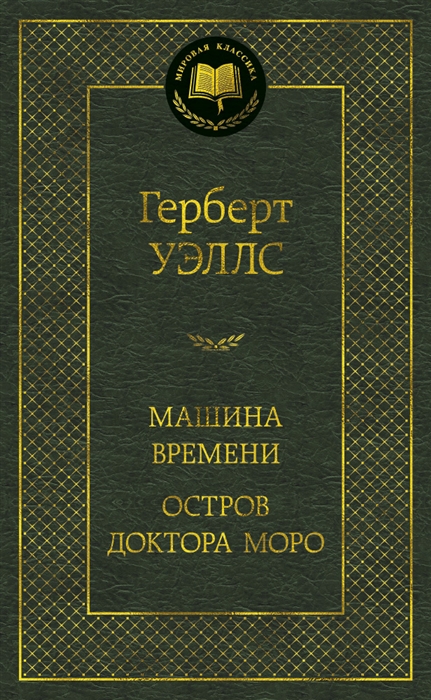 МИРОВАЯ КЛАССИКА
Герберт
УЭЛЛС
МАШИНА
ВРЕМЕНИ
ОСТРОВ
ДОКТОРА МОРО